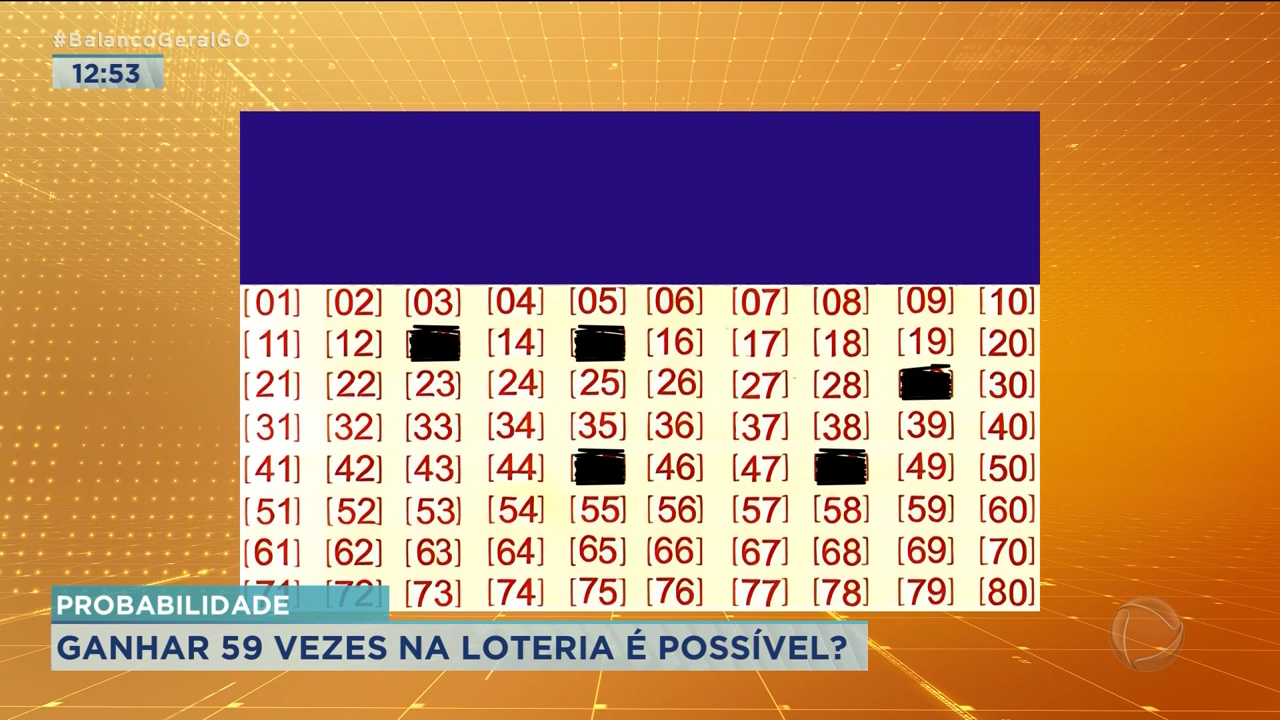 #BalançoGeralGO
12:53
[01] [02] [03] [04] [05] [06] [07] [08] [09] [10]
[11] [12] [14] [16] [17] [18] [19] [20]
[21] [22] [23] [24] [25] [26] [27] [28] [30]
[31] [32] [33] [34] [35] [36] [37] [38] [39] [40]
[41] [42] [43] [44] [46] [47] [49] [50]
[51] [52] [53] [54] [55] [56] [57] [58] [59] [60]
[61] [62] [63] [64] [65] [66] [67] [68] [69] [70]
[71] [72] [73] [74] [75] [76] [77] [78] [79] [80]
PROBABILIDADE
GANHAR 59 VEZES NA LOTERIA É POSSÍVEL?